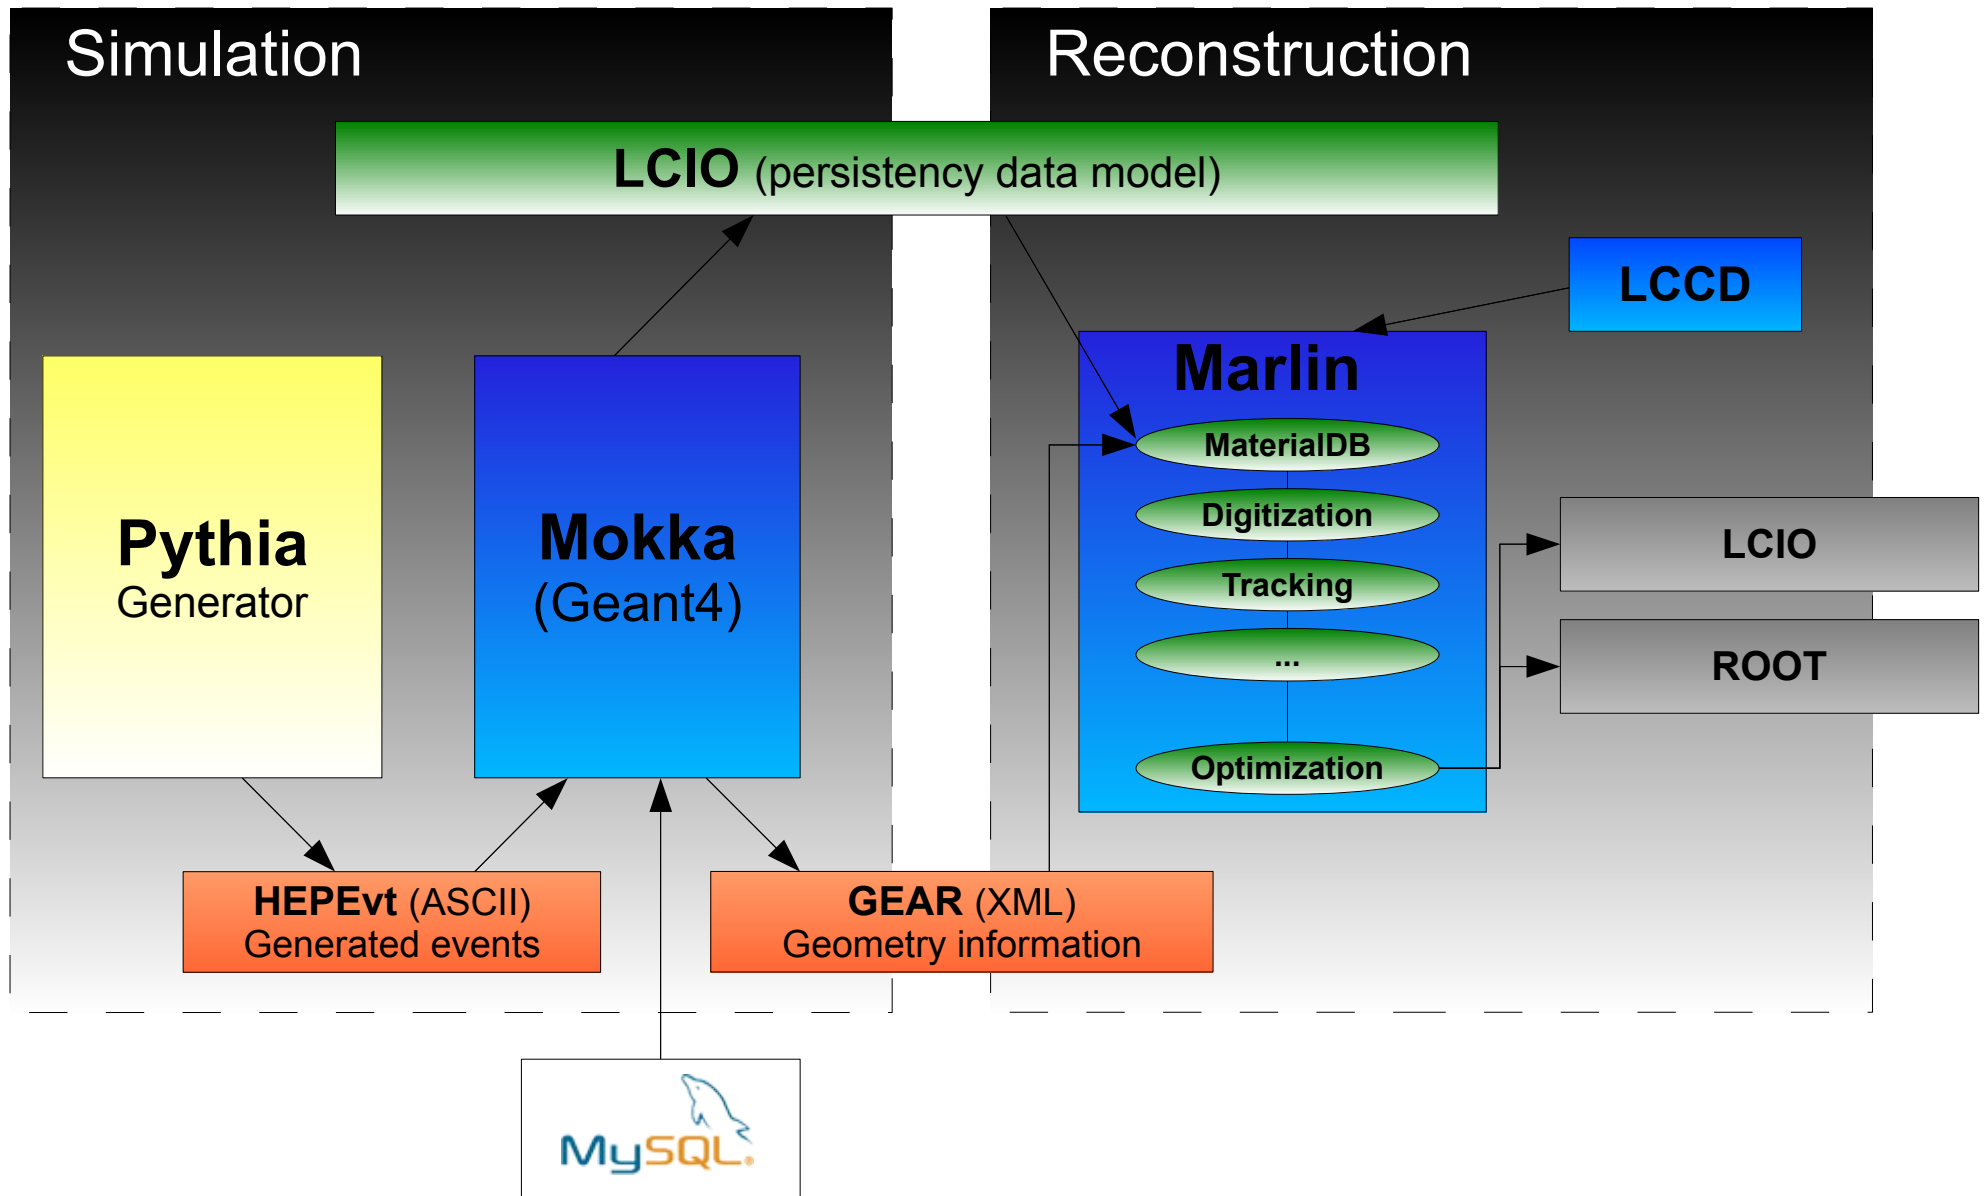 Simulation
Reconstruction
LCIO (persistency data model)
LCCD
Marlin
MaterialDB
Digitization
Tracking
...
Optimization
Pythia
Generator
Mokka
(Geant4)
LCIO
ROOT
HEPEvt (ASCII)
Generated events
GEAR (XML)
Geometry information
MySQL®